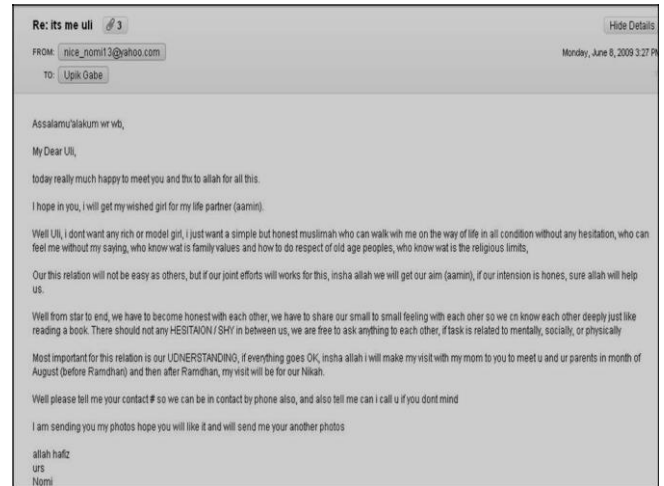 Re: its me uli 3
Hide Details
FROM: nice_nomi13@yahoo.com
Monday, June 8, 2009 3:27 PM
TO: Upik Gabe
Assalamu'alakum wr wb,
My Dear Uli,
today really much happy to meet you and thx to allah for all this.
I hope in you, i will get my wished girl for my life partner (aamin).
Well Uli, i dont want any rich or model girl, i just want a simple but honest muslimah who can walk wih me on the way of life in all condition without any hesitation, who can
feel me without my saying, who know wat is family values and how to do respect of old age peoples, who know wat is the religious limits,
Our this relation will not be easy as others, but if our joint efforts will works for this, insha allah we will get our aim (aamin), if our intension is hones, sure allah will help
us.
Well from star to end, we have to become honest with each other, we have to share our small to small feeling with each oher so we cn know each other deeply just like
reading a book. There should not any HESITAION / SHY in between us, we are free to ask anything to each other, if task is related to mentally, socially, or physically
Most important for this relation is our UDNERSTANDING, if everything goes OK, insha allah i will make my visit with my mom to you to meet u and ur parents in month of
August (before Ramdhan) and then after Ramdhan, my visit will be for our Nikah.
Well please tell me your contact # so we can be in contact by phone also, and also tell me can i call u if you dont mind
I am sending you my photos hope you will like it and will send me your another photos
allah hafiz
urs
Nomi